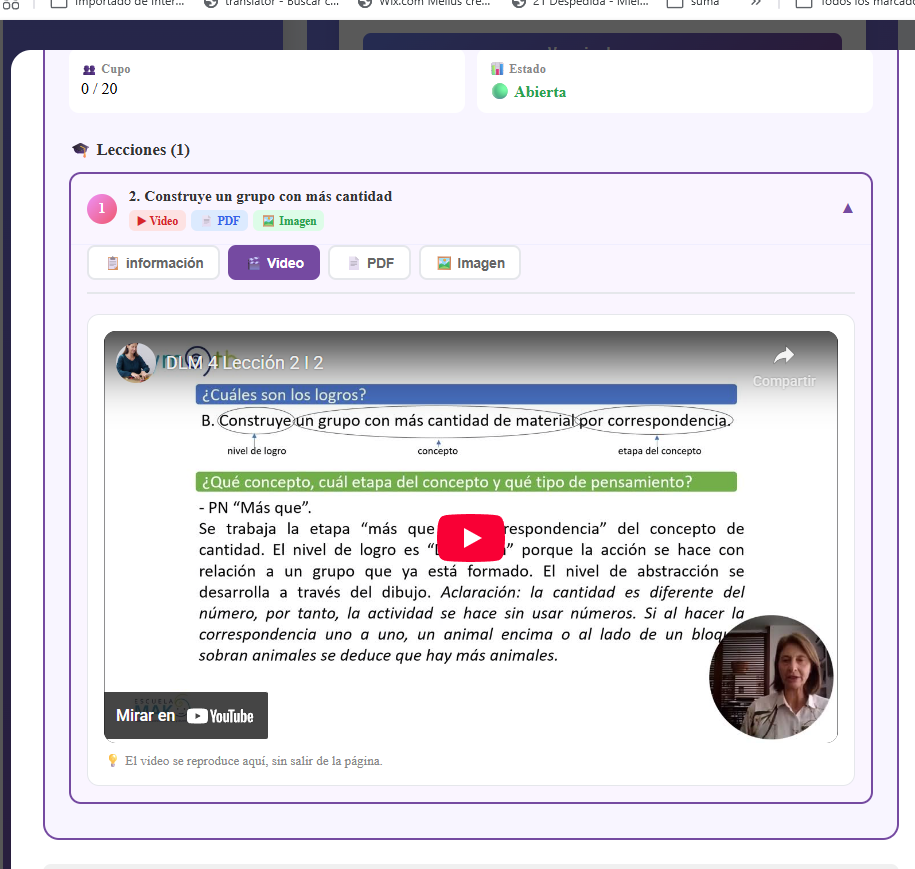 translator - Buscar c...
Wix.com Mellus cre...
21 Despedida - Miel...
suma
Todos los marcado
Cupo
0 / 20
Estado
Abierta
Lecciones (1)
1
2. Construye un grupo con más cantidad
Video
PDF
Imagen
información
Video
PDF
Imagen
DLM 4 Lección 2 I 2
Compartir
¿Cuáles son los logros?
B. Construye un grupo con más cantidad de material por correspondencia.
nivel de logro
concepto
etapa del concepto
¿Qué concepto, cuál etapa del concepto y qué tipo de pensamiento?
- PN “Más que”.
Se trabaja la etapa “más que respondencia” del concepto de
cantidad. El nivel de logro es “ ” porque la acción se hace con
relación a un grupo que ya está formado. El nivel de abstracción se
desarrolla a través del dibujo. Aclaración: la cantidad es diferente del
número, por tanto, la actividad se hace sin usar números. Si al hacer la
correspondencia uno a uno, un animal encima o al lado de un bloqu
sobran animales se deduce que hay más animales.
Mirar en YouTube
El video se reproduce aquí, sin salir de la página.